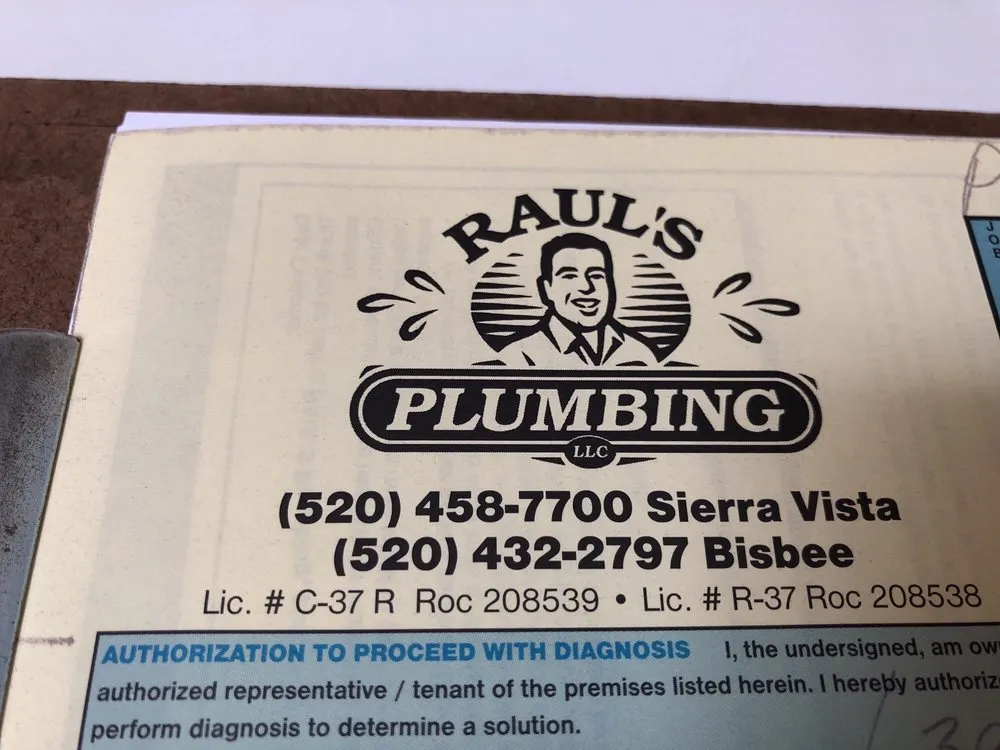 RAUL'S
PLUMBING
LLC
(520) 458-7700 Sierra Vista
(520) 432-2797 Bisbee
Lic. # C-37 R Roc 208539 • Lic. # R-37 Roc 208538
AUTHORIZATION TO PROCEED WITH DIAGNOSIS I, the undersigned, am
authorized representative / tenant of the premises listed herein. I hereby
perform diagnosis to determine a solution.